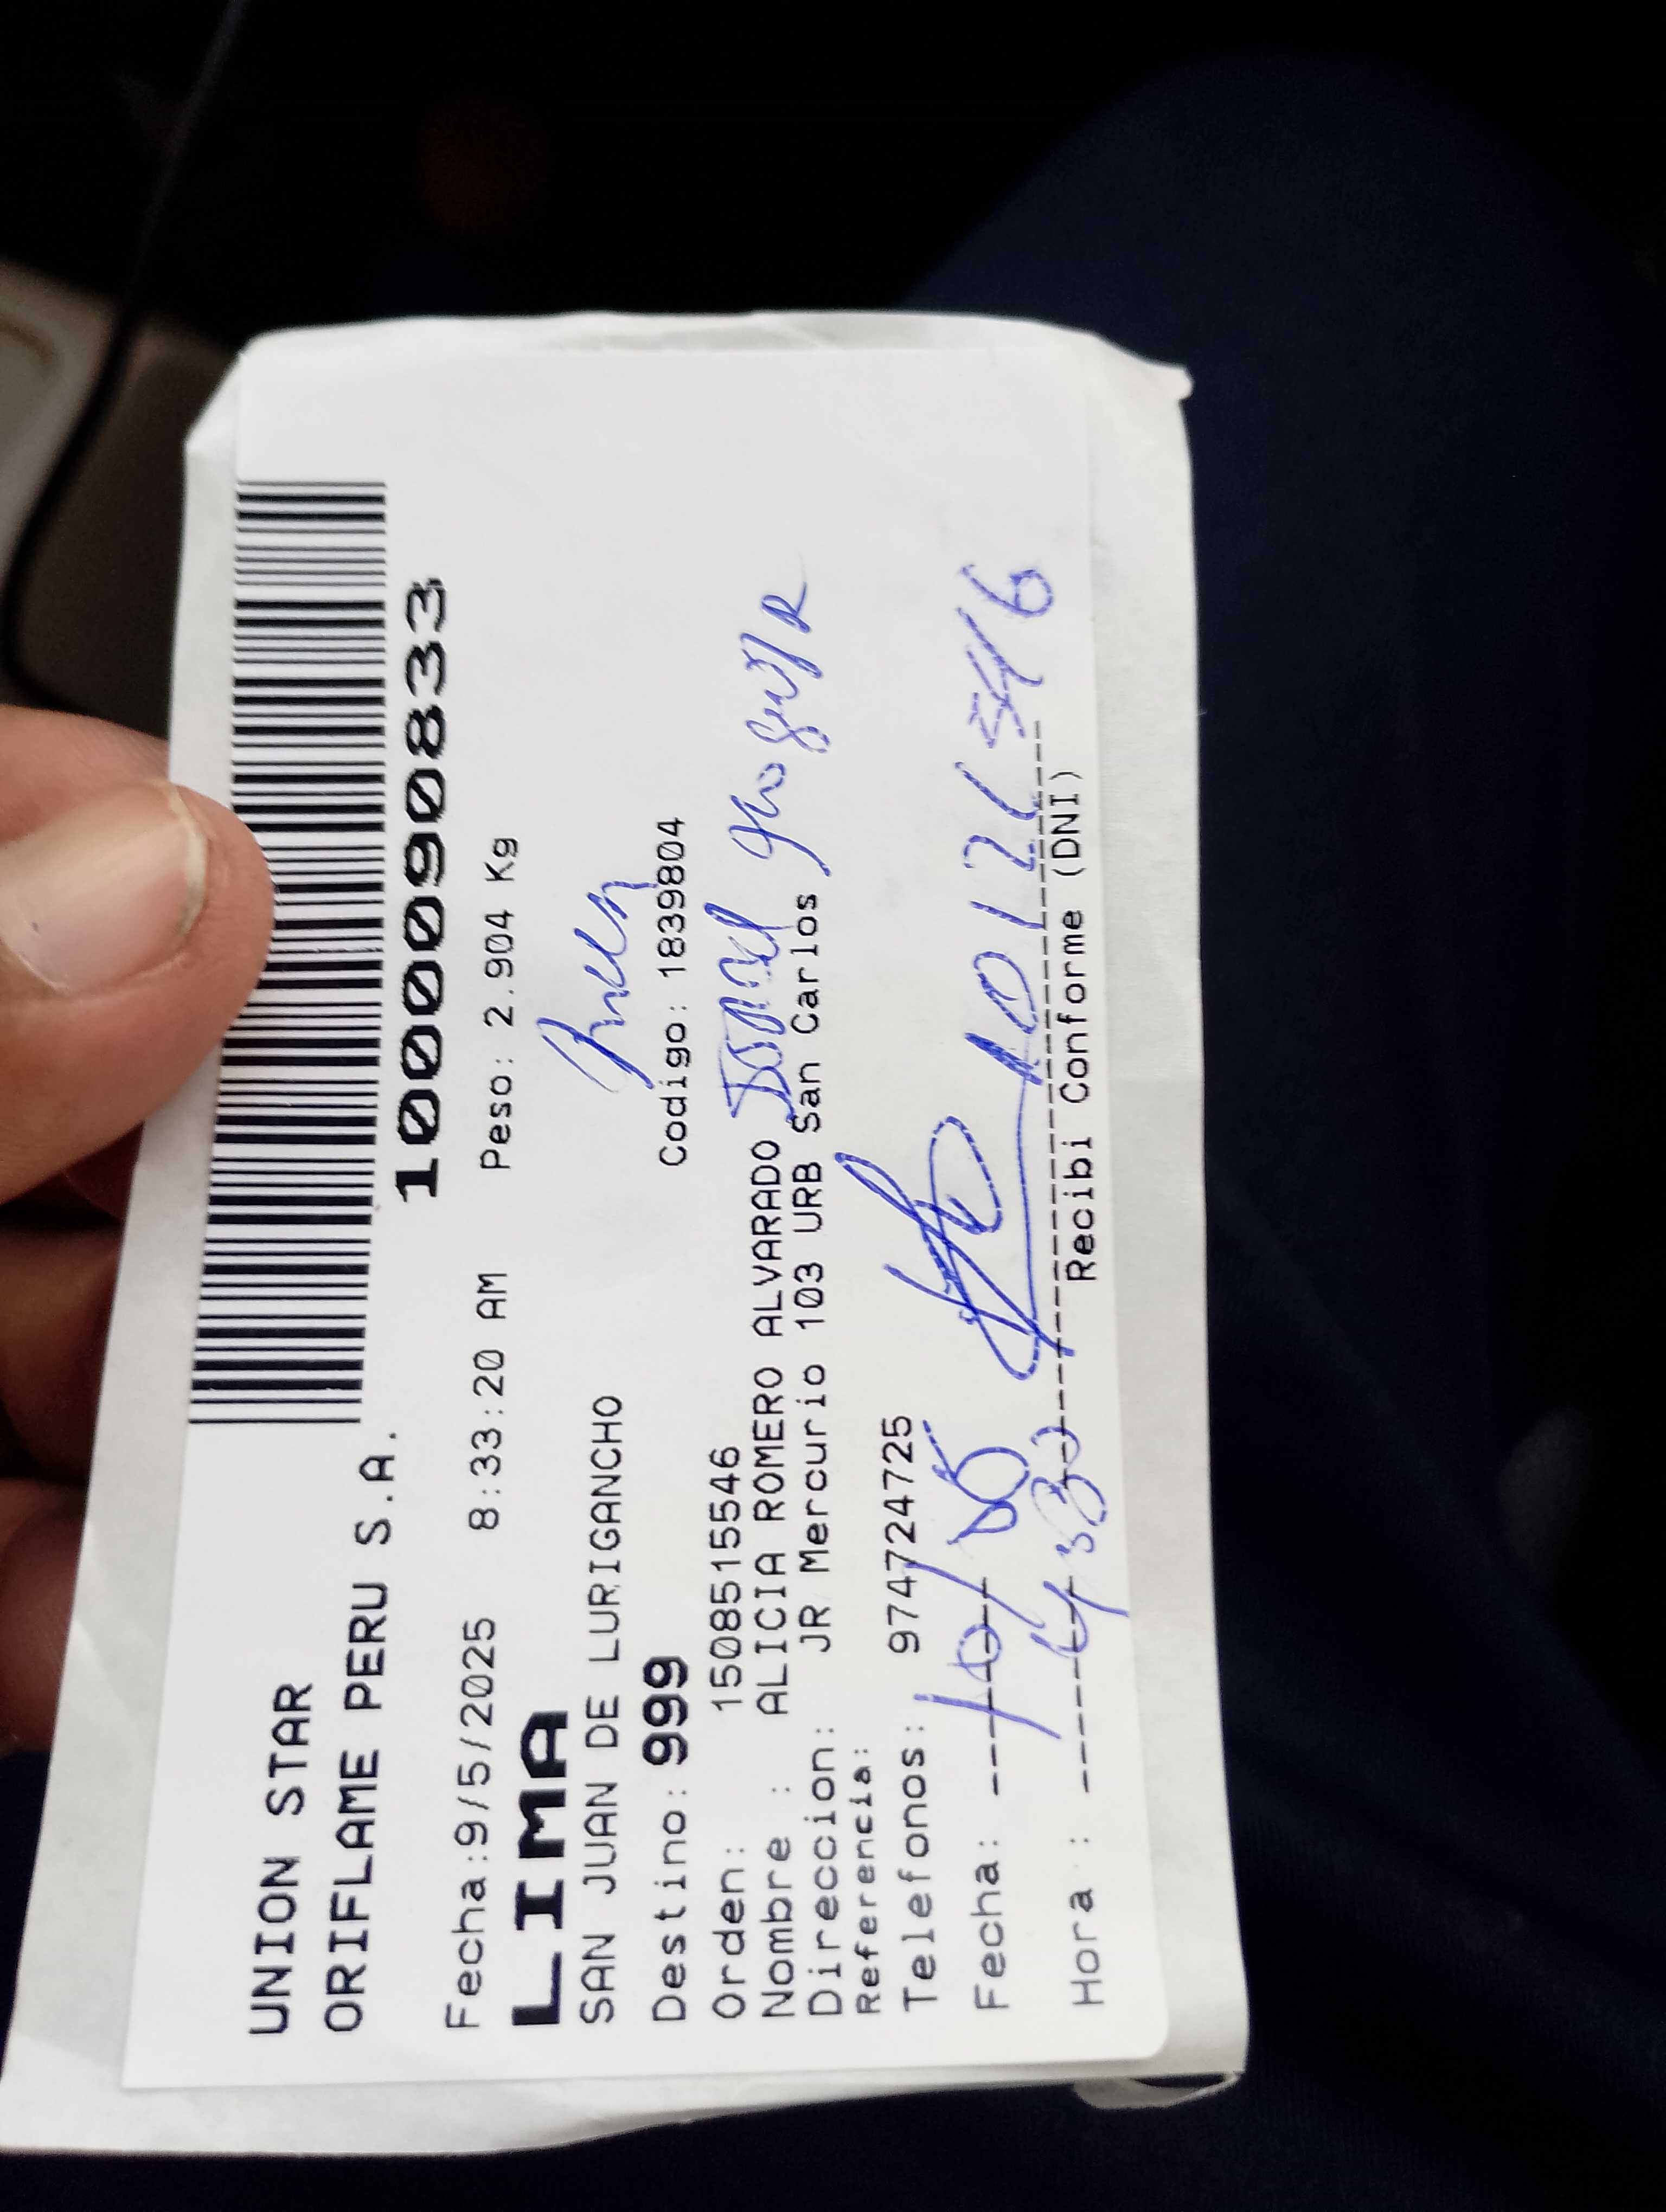 UNION STAR
ORIFLAME PERU S.A.
1000090833
Fecha:9/5/2025 8:33:20 AM Peso: 2.904 Kg
LIMA
SAN JUAN DE LURIGANCHO
Destino: 999 Codigo: 1839804
Orden: 1508515546
Nombre : ALICIA ROMERO ALVARADO
Direccion: JR Mercurio 103 URB San Carlos
Referencia:
Telefonos: 974724725
Fecha: 10/05
Hora :
Recibi Conforme (DNI)